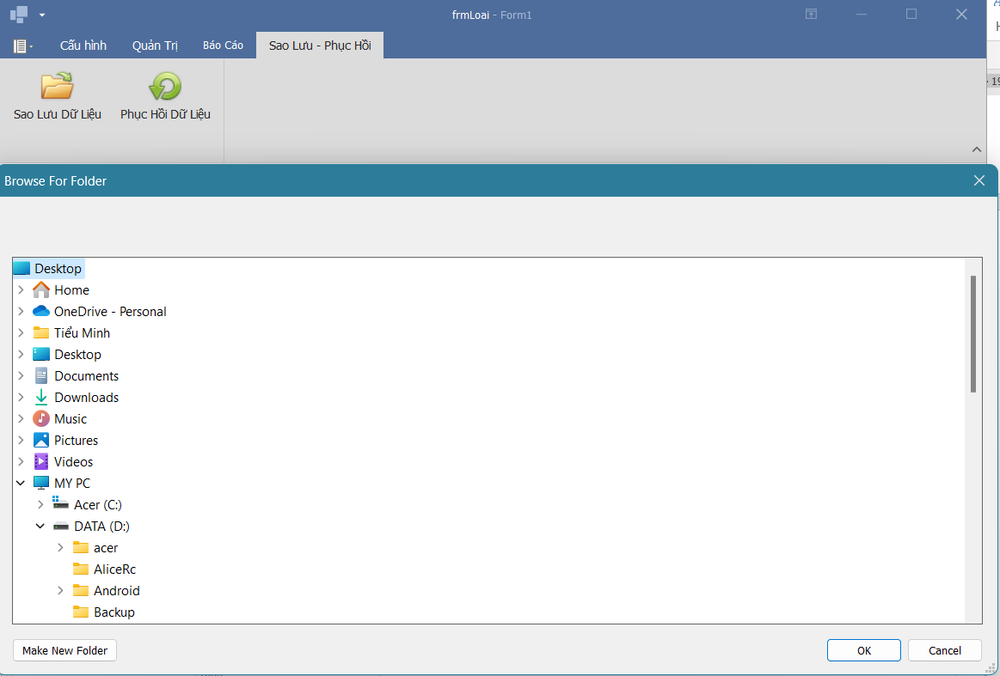 frmLoai - Form1
Cấu hình Quản Trị Báo Cáo Sao Lưu - Phục Hồi
Sao Lưu Dữ Liệu Phục Hồi Dữ Liệu
Browse For Folder
Desktop
Home
OneDrive - Personal
Tiểu Minh
Desktop
Documents
Downloads
Music
Pictures
Videos
MY PC
Acer (C:)
DATA (D:)
acer
AliceRc
Android
Backup
Make New Folder OK Cancel